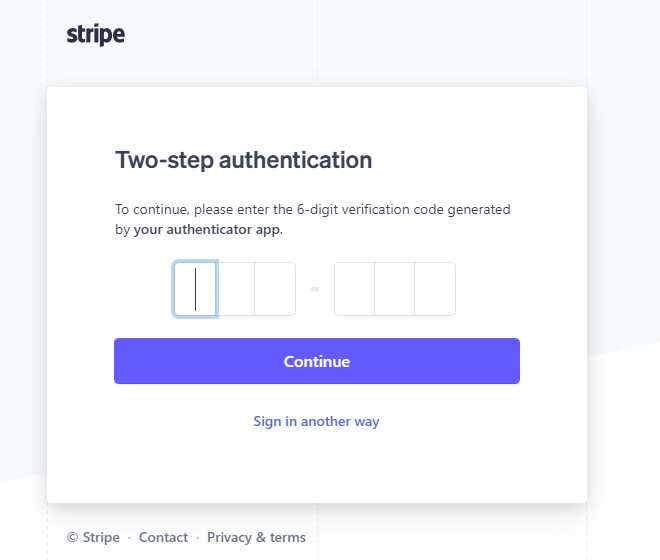 stripe
Two-step authentication
To continue, please enter the 6-digit verification code generated
by your authenticator app.
-
Continue
Sign in another way
© Stripe · Contact · Privacy & terms